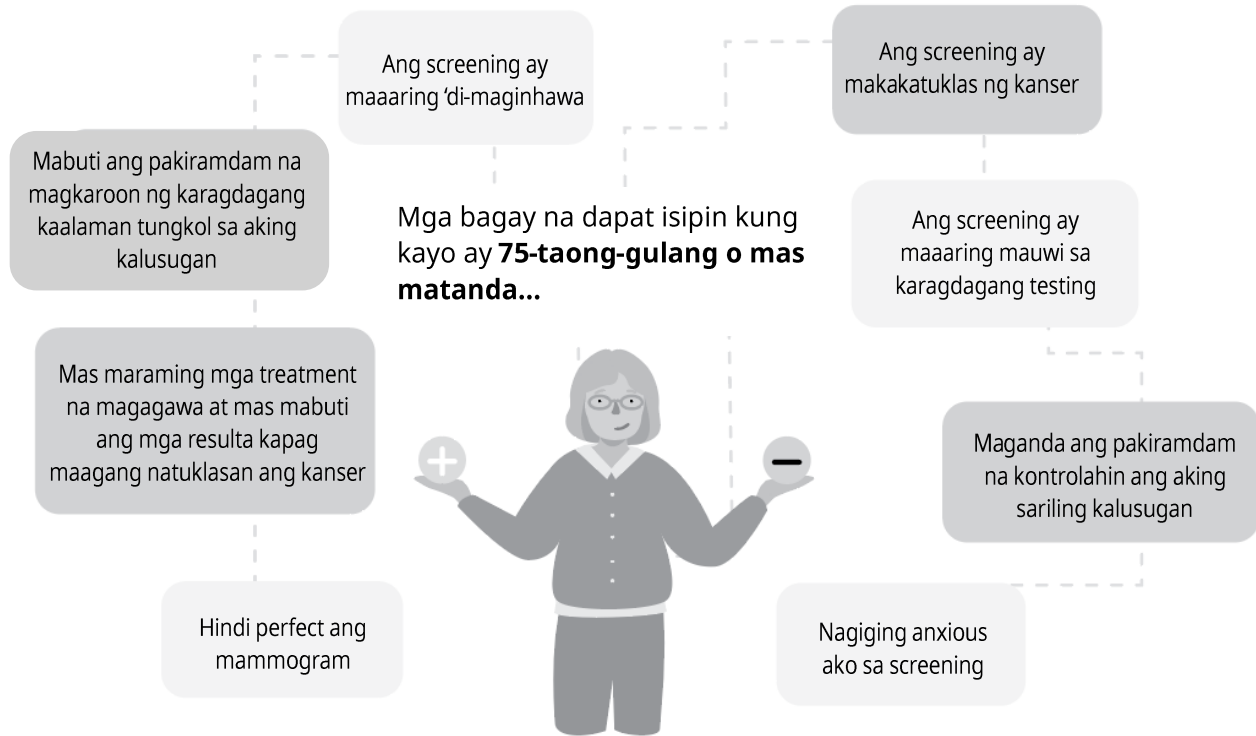 Ang screening ay
maaaring ‘di-maginhawa
Ang screening ay
makakatuklas ng kanser
Mabuti ang pakiramdam na
magkaroon ng karagdagang
kaalaman tungkol sa aking
kalusugan
Mga bagay na dapat isipin kung
kayo ay 75-taong-gulang o mas
matanda...
Ang screening ay
maaaring mauwi sa
karagdagang testing
Mas maraming mga treatment
na magagawa at mas mabuti
ang mga resulta kapag
maagang natuklasan ang kanser
Maganda ang pakiramdam
na kontrolahin ang aking
sariling kalusugan
Hindi perfect ang
mammogram
Nagiging anxious
ako sa screening